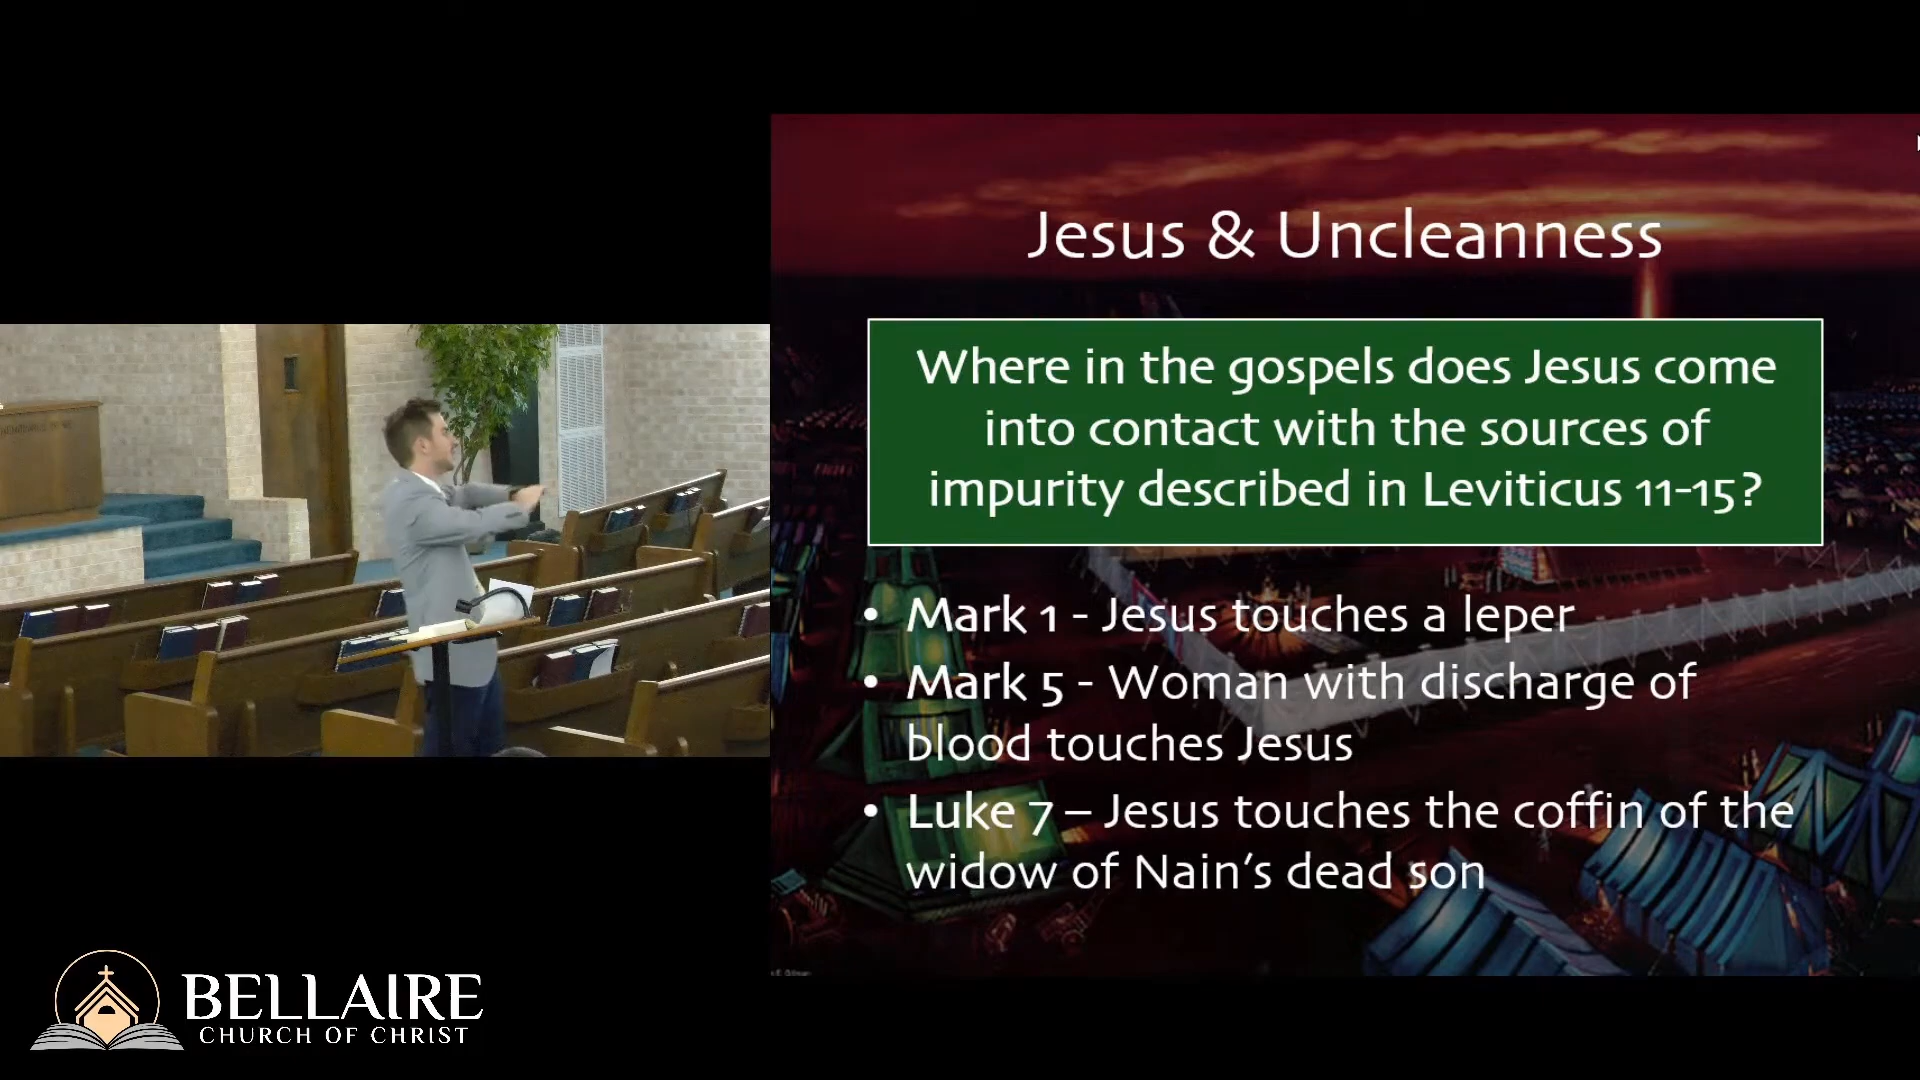 Jesus & Uncleanness
Where in the gospels does Jesus come
into contact with the sources of
impurity described in Leviticus 11-15?
• Mark 1 - Jesus touches a leper
• Mark 5 - Woman with discharge of
blood touches Jesus
• Luke 7 – Jesus touches the coffin of the
widow of Nain’s dead son
BELLAIRE
CHURCH OF CHRIST